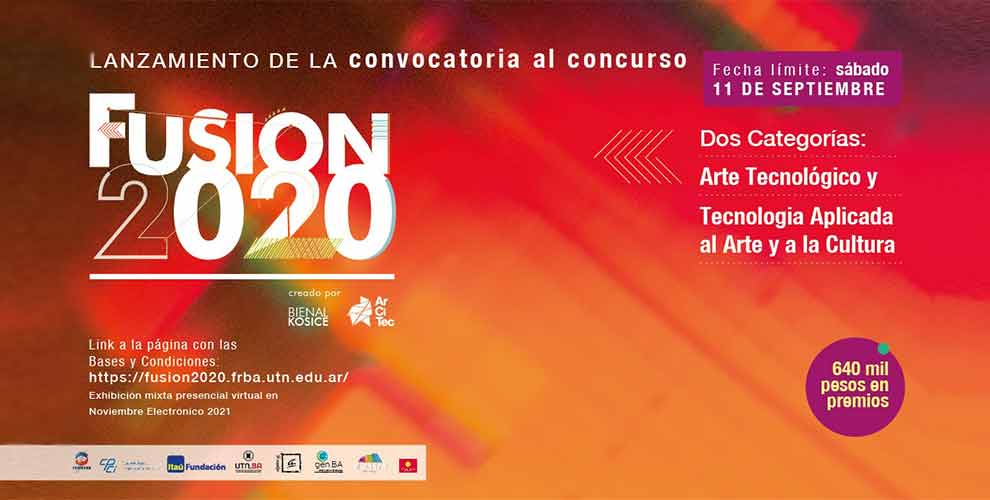 LANZAMIENTO DE LA convocatoria al concurso
FUSIÓN
2020
creado por
BIENAL
KOSICE
Ar
Ci
Tec
Link a la página con las
Bases y Condiciones:
https://fusion2020.frba.utn.edu.ar/
Exhibición mixta presencial virtual en
Noviembre Electrónico 2021
Fecha límite: sábado
11 DE SEPTIEMBRE
Dos Categorías:
Arte Tecnológico y
Tecnologia Aplicada
al Arte y a la Cultura
640 mil
pesos en
premios
Itaú Fundación
UTN.BA
gen.BA